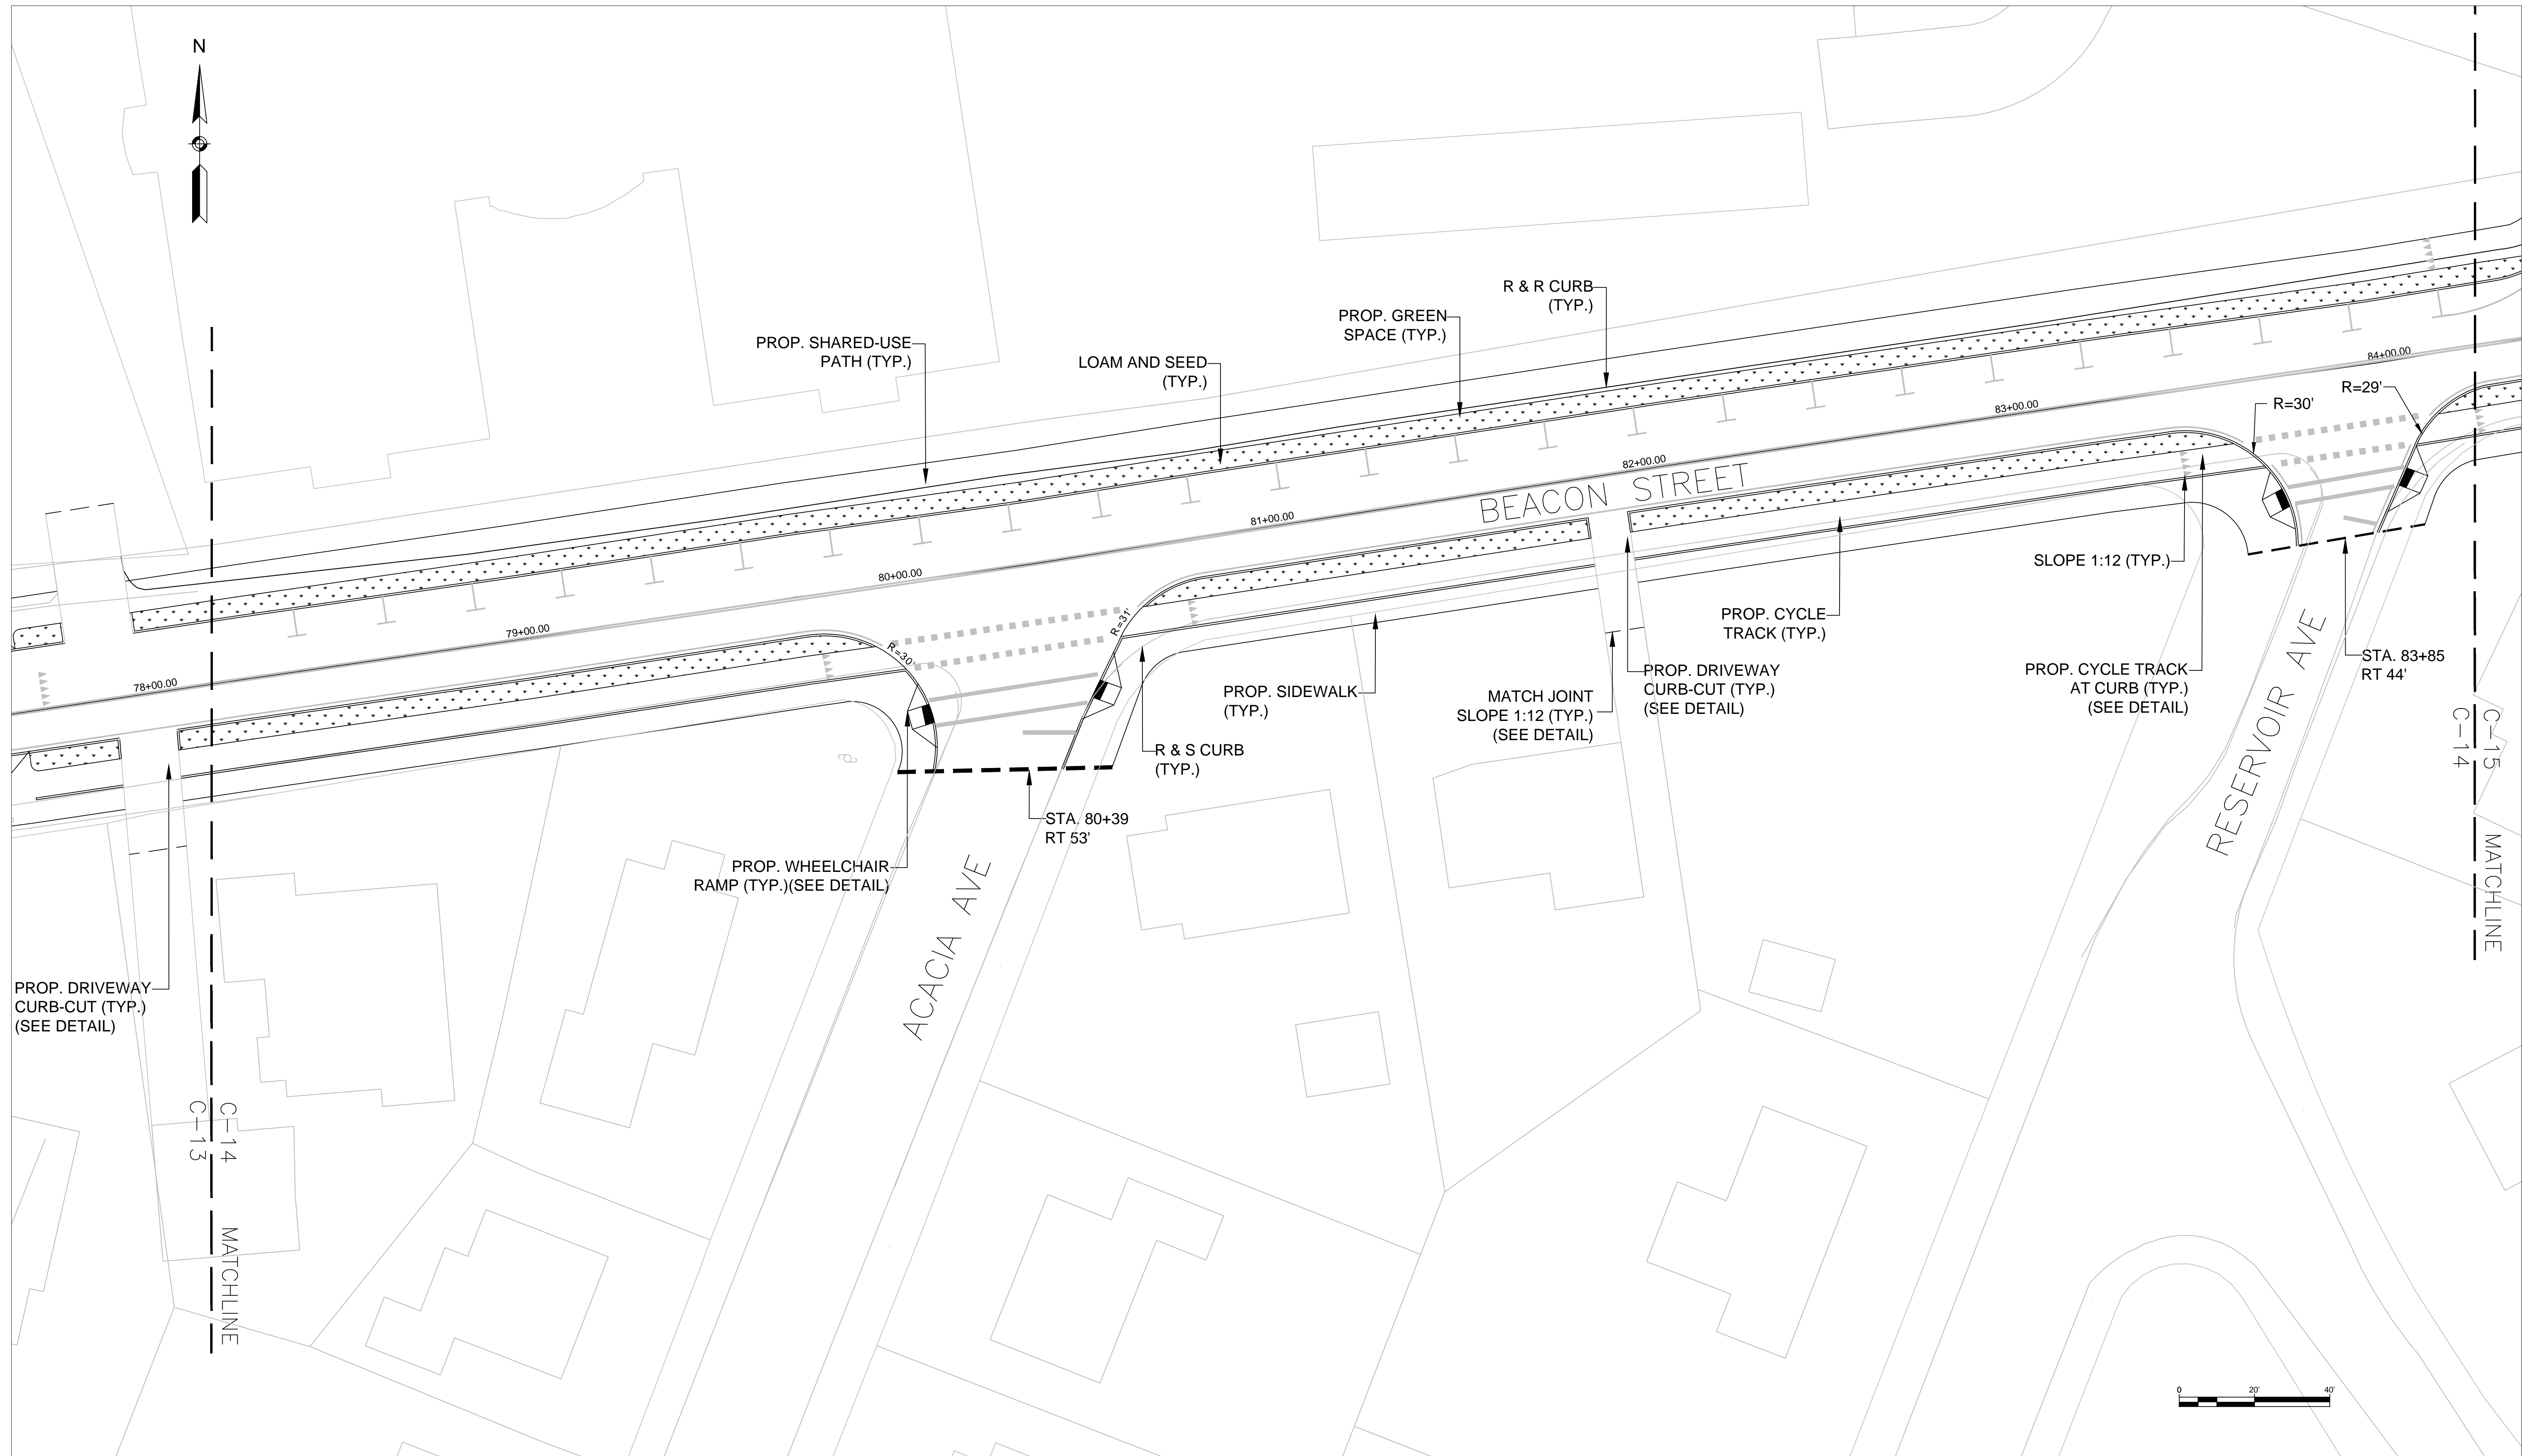 N
R & R CURB
(TYP.)
PROP. GREEN
SPACE (TYP.)
PROP. SHARED-USE
PATH (TYP.)
LOAM AND SEED
(TYP.)
84+00.00
R=29'
R=30'
83+00.00
82+00.00
BEACON STREET
81+00.00
80+00.00
79+00.00
78+00.00
R=31'
R=30'
SLOPE 1:12 (TYP.)
PROP. CYCLE
TRACK (TYP.)
STA. 83+85
RT 44'
PROP. CYCLE TRACK
AT CURB (TYP.)
(SEE DETAIL)
PROP. DRIVEWAY
CURB-CUT (TYP.)
(SEE DETAIL)
PROP. SIDEWALK
(TYP.)
MATCH JOINT
SLOPE 1:12 (TYP.)
(SEE DETAIL)
R & S CURB
(TYP.)
RESERVOIR AVE
C-15
C-14
MATCHLINE
STA. 80+39
RT 53'
PROP. WHEELCHAIR
RAMP (TYP.)(SEE DETAIL)
ACACIA AVE
PROP. DRIVEWAY
CURB-CUT (TYP.)
(SEE DETAIL)
C-14
C-13
MATCHLINE
0 20' 40'